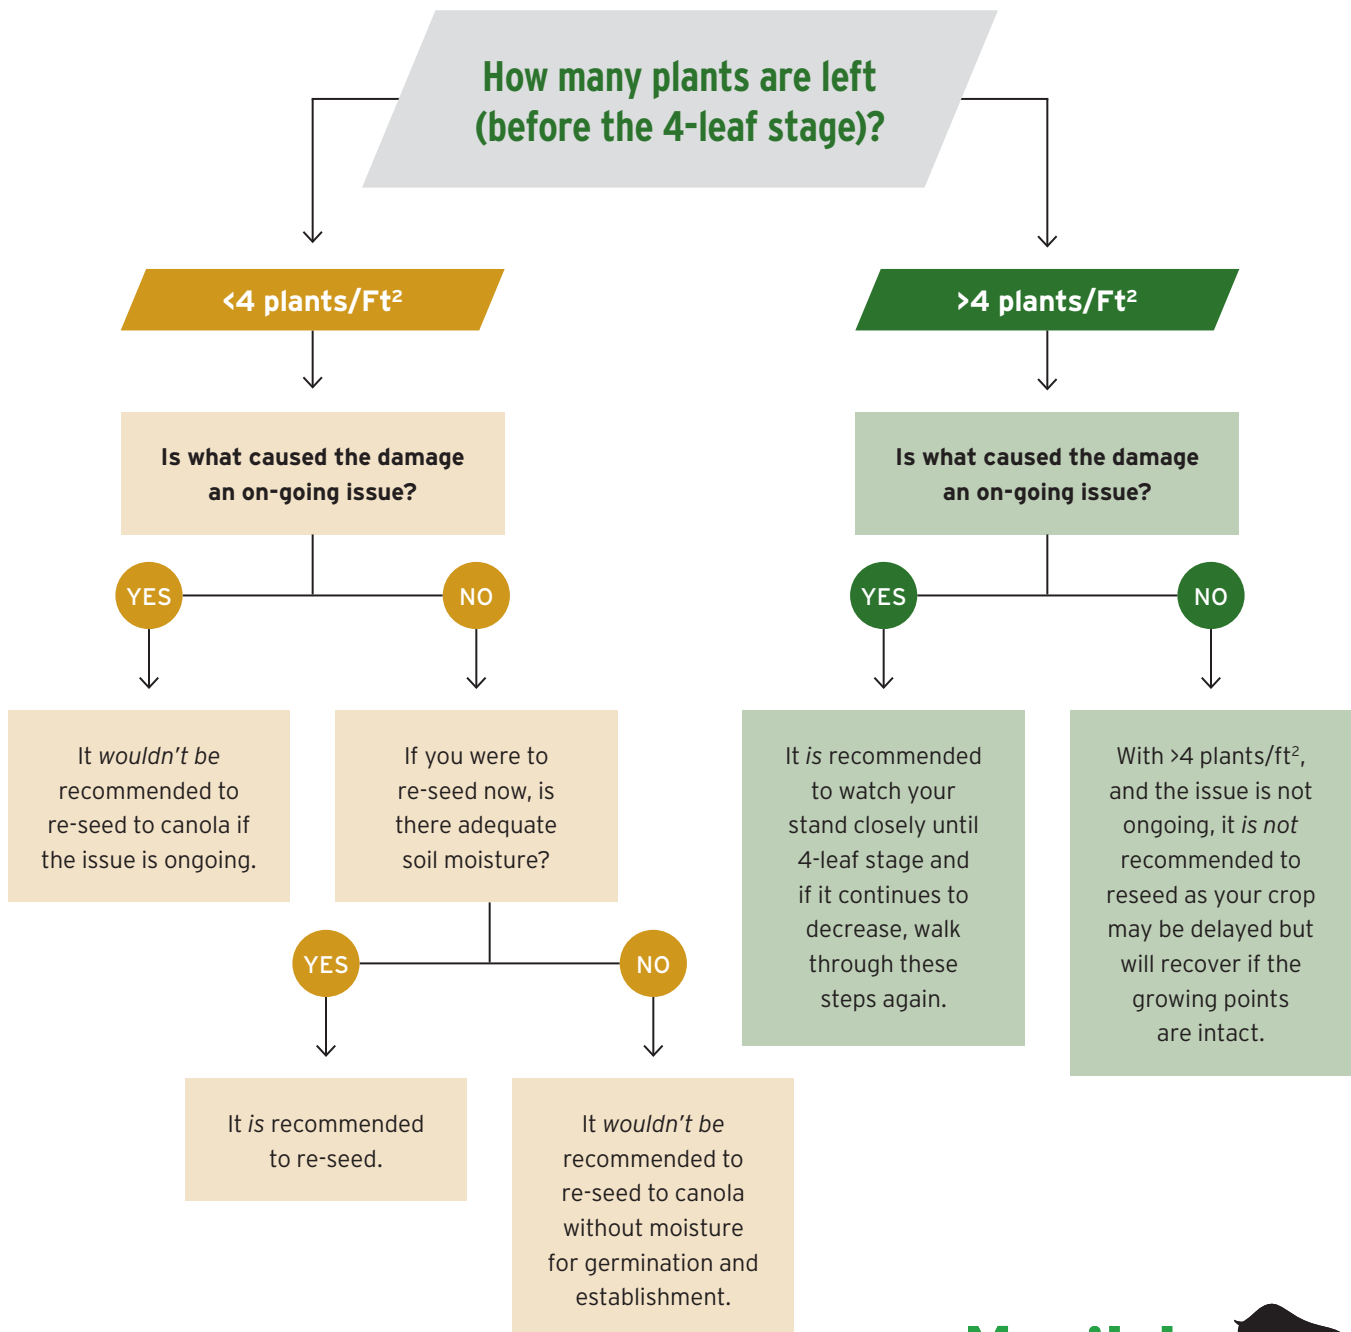 How many plants are left
(before the 4-leaf stage)?
<4 plants/Ft²
>4 plants/Ft²
Is what caused the damage
an on-going issue?
Is what caused the damage
an on-going issue?
YES
NO
YES
NO
It wouldn't be
recommended to
re-seed to canola if
the issue is ongoing.
If you were to
re-seed now, is
there adequate
soil moisture?
It is recommended
to watch your
stand closely until
4-leaf stage and
if it continues to
decrease, walk
through these
steps again.
With >4 plants/ft²,
and the issue is not
ongoing, it is not
recommended to
reseed as your crop
may be delayed but
will recover if the
growing points
are intact.
YES
NO
It is recommended
to re-seed.
It wouldn't be
recommended to
re-seed to canola
without moisture
for germination and
establishment.